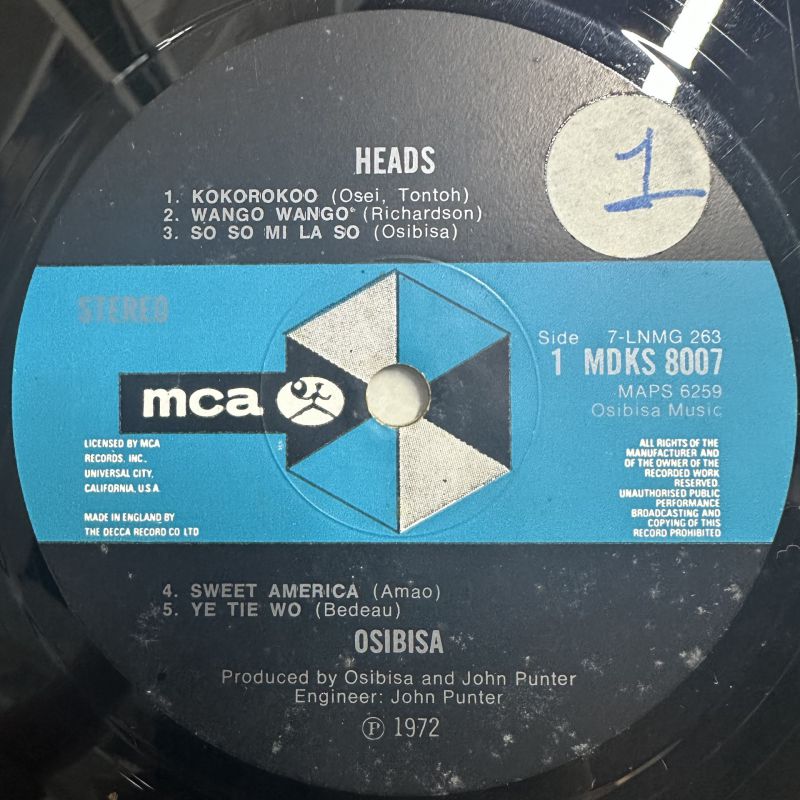 HEADS
1. KOKOROKOO (Osei, Tontoh)
2. WANGO WANGO (Richardson)
3. SO SO MI LA SO (Osibisa)
1
STEREO
Side 7-LNMG 263
1 MDKS 8007
MAPS 6259
Osibisa Music
mca
LICENSED BY MCA
RECORDS, INC.
UNIVERSAL CITY,
CALIFORNIA, U.S.A.
MADE IN ENGLAND BY
THE DECCA RECORD CO LTD
ALL RIGHTS OF THE
MANUFACTURER AND
OF THE OWNER OF THE
RECORDED WORK
RESERVED.
UNAUTHORISED PUBLIC
PERFORMANCE
BROADCASTING AND
COPYING OF THIS
RECORD PROHIBITED
4. SWEET AMERICA (Amao)
5. YE TIE WO (Bedeau)
OSIBISA
Produced by Osibisa and John Punter
Engineer: John Punter
℗ 1972